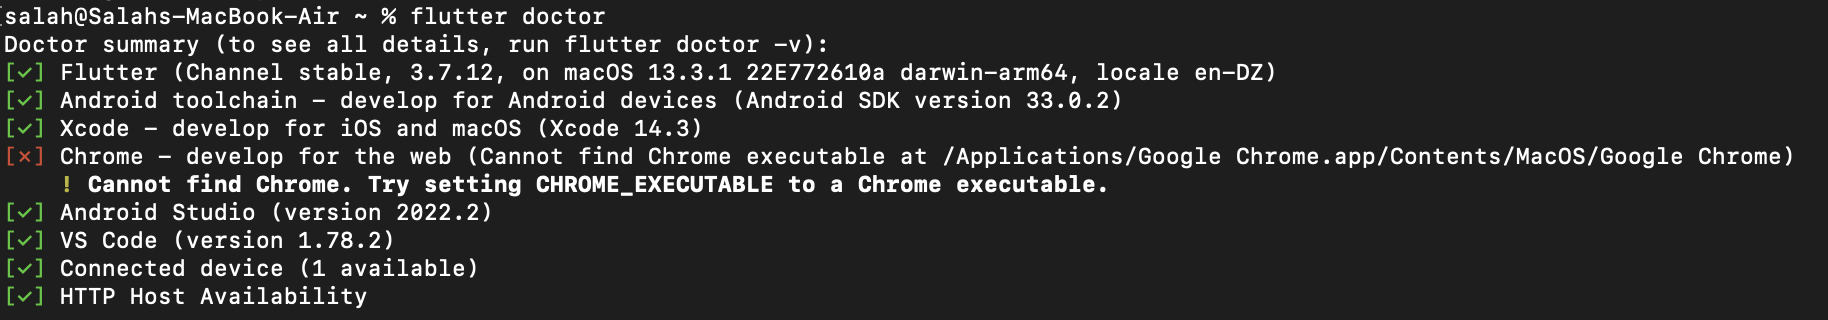 [salah@Salahs-MacBook-Air ~ % flutter doctor
Doctor summary (to see all details, run flutter doctor -v):
[✓] Flutter (Channel stable, 3.7.12, on macOS 13.3.1 22E772610a darwin-arm64, locale en-DZ)
[✓] Android toolchain - develop for Android devices (Android SDK version 33.0.2)
[✓] Xcode - develop for iOS and macOS (Xcode 14.3)
[✗] Chrome - develop for the web (Cannot find Chrome executable at /Applications/Google Chrome.app/Contents/MacOS/Google Chrome)
! Cannot find Chrome. Try setting CHROME_EXECUTABLE to a Chrome executable.
[✓] Android Studio (version 2022.2)
[✓] VS Code (version 1.78.2)
[✓] Connected device (1 available)
[✓] HTTP Host Availability